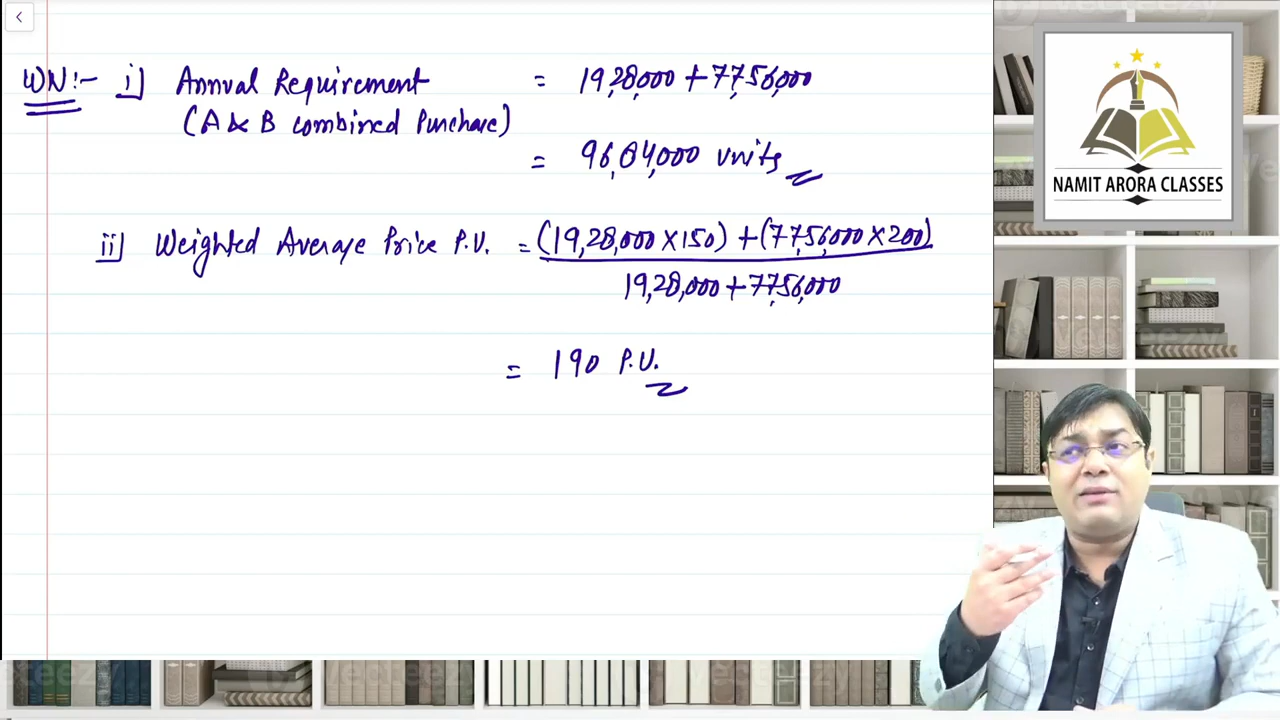 WN:- i] Annual Requirement = 19,28,000 + 77,56,000
(A & B combined Purchase)
= 96,84,000 units
ii] Weighted Average Price P.U. = (19,28,000 × 150) + (77,56,000 × 200)
19,28,000 + 77,56,000
= 190 P.U.
NAMIT ARORA CLASSES